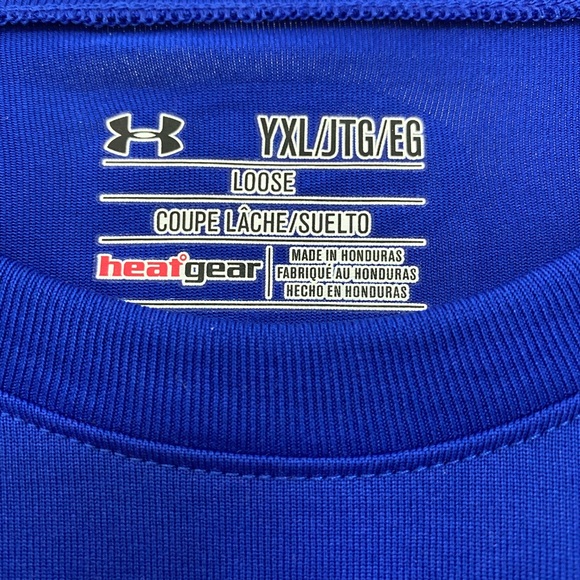 YXL/JTG/EG
LOOSE
COUPE LÂCHE/SUELTO
heatgear
MADE IN HONDURAS
FABRIQUÉ AU HONDURAS
HECHO EN HONDURAS